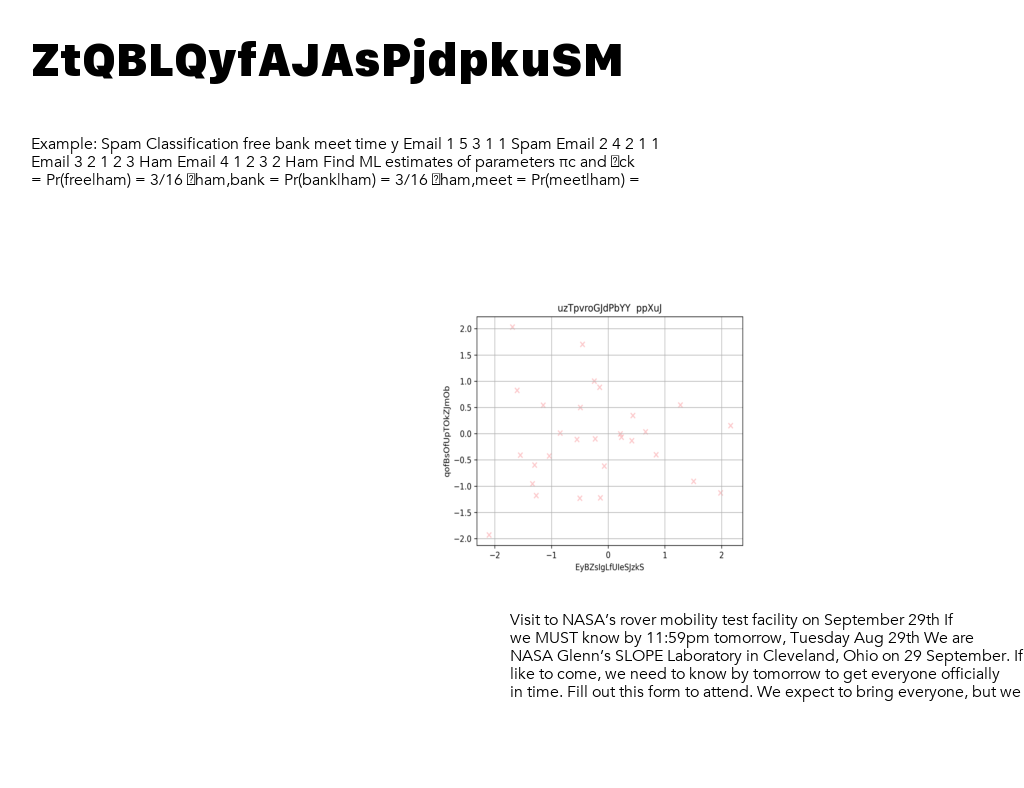 ZtQBLQyfAJAsPjdpkuSM
Example: Spam Classification free bank meet time y Email 1 5 3 1 1 Spam Email 2 4 2 1 1
Email 3 2 1 2 3 Ham Email 4 1 2 3 2 Ham Find ML estimates of parameters πc and ck
= Pr(free|ham) = 3/16 ham,bank = Pr(bank|ham) = 3/16 ham,meet = Pr(meet|ham) =
uzTpvroGJdPbYY ppXuJ
2.0
1.5
1.0
0.5
0.0
−0.5
−1.0
−1.5
−2.0
qofBsOfUpTOkZJmOb
−2 −1 0 1 2
EyBZsIgLfUIeSJzkS
Visit to NASA’s rover mobility test facility on September 29th If
we MUST know by 11:59pm tomorrow, Tuesday Aug 29th We are
NASA Glenn’s SLOPE Laboratory in Cleveland, Ohio on 29 September. If
like to come, we need to know by tomorrow to get everyone officially
in time. Fill out this form to attend. We expect to bring everyone, but we